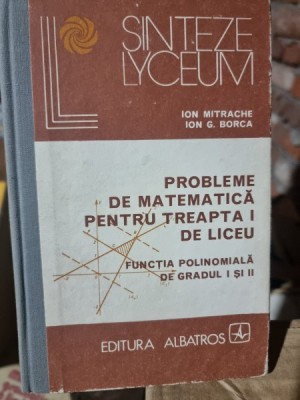 SINTEZE
LYCEUM
ION MITRACHE
ION G. BORCA
PROBLEME
DE MATEMATICĂ
PENTRU TREAPTA I
DE LICEU
FUNCȚIA POLINOMIALĂ
DE GRADUL I ȘI II
EDITURA ALBATROS